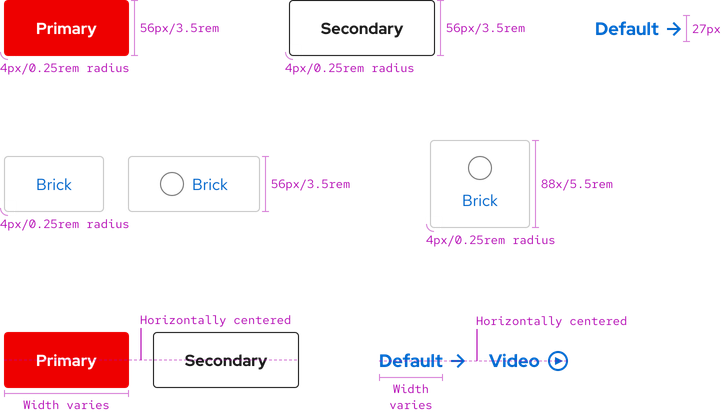 Primary
56px/3.5rem
Secondary
56px/3.5rem
Default
27px
4px/0.25rem radius
4px/0.25rem radius
Brick
Brick
56px/3.5rem
Brick
88x/5.5rem
4px/0.25rem radius
4px/0.25rem radius
Horizontally centered
Horizontally centered
Primary
Secondary
Default
Video
Width varies
Width
varies